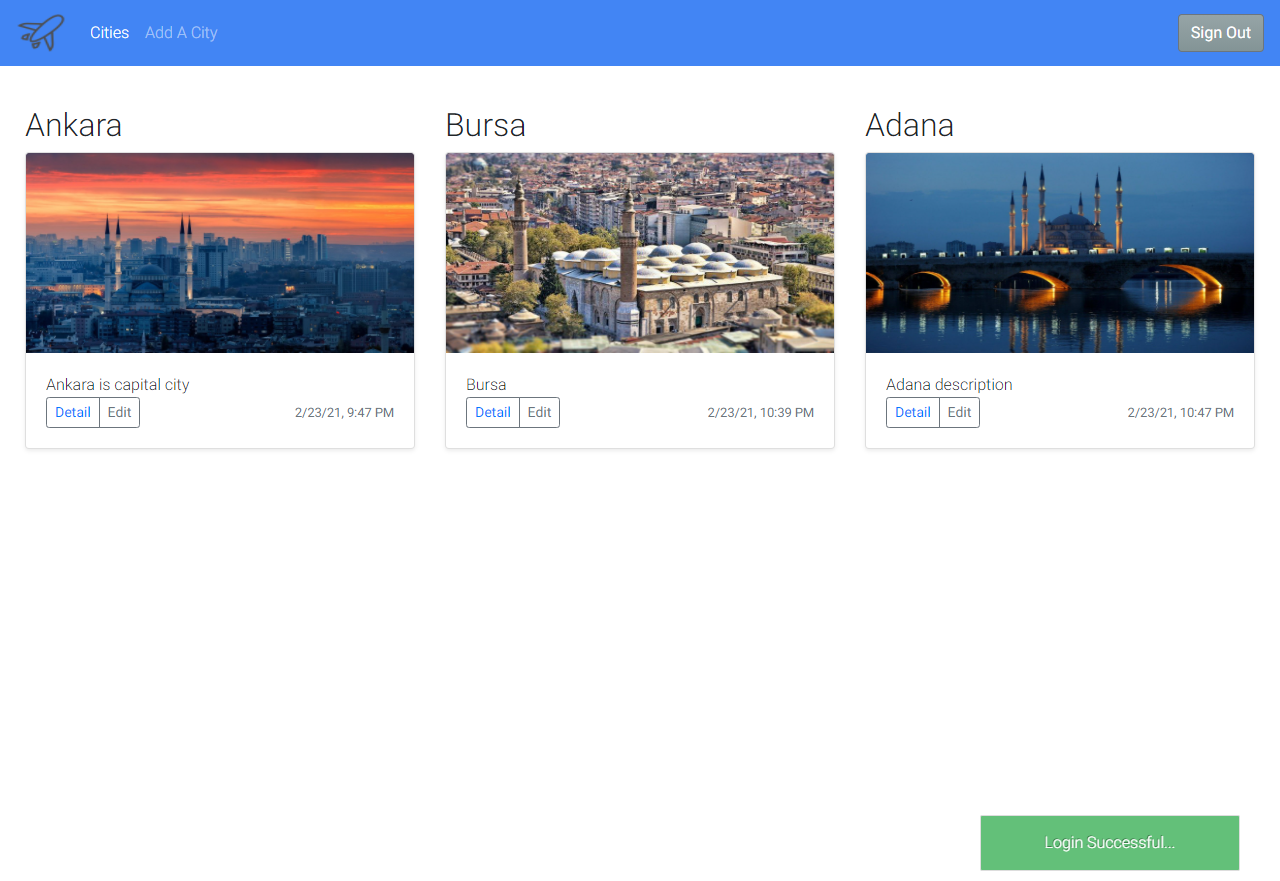 Cities Add A City Sign Out
Ankara
Bursa
Adana
Ankara is capital city
Detail Edit 2/23/21, 9:47 PM
Bursa
Detail Edit 2/23/21, 10:39 PM
Adana description
Detail Edit 2/23/21, 10:47 PM
Login Successful...